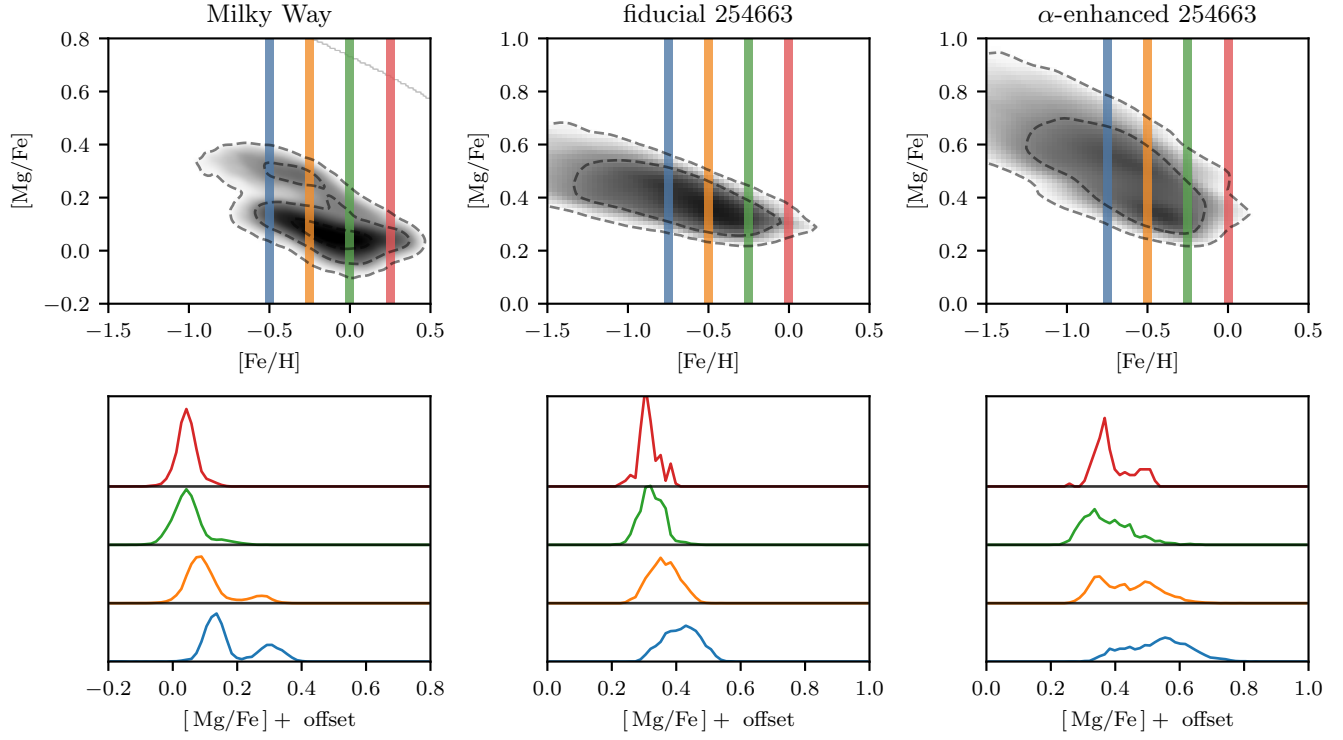 Milky Way
fiducial 254663
α-enhanced 254663
[Mg/Fe]
0.8
0.6
0.4
0.2
0.0
−0.2
−1.5 −1.0 −0.5 0.0 0.5
[Fe/H]
[Mg/Fe]
1.0
0.8
0.6
0.4
0.2
0.0
−1.5 −1.0 −0.5 0.0 0.5
[Fe/H]
[Mg/Fe]
1.0
0.8
0.6
0.4
0.2
0.0
−1.5 −1.0 −0.5 0.0 0.5
[Fe/H]
−0.2 0.0 0.2 0.4 0.6 0.8
[Mg/Fe] + offset
0.0 0.2 0.4 0.6 0.8 1.0
[Mg/Fe] + offset
0.0 0.2 0.4 0.6 0.8 1.0
[Mg/Fe] + offset